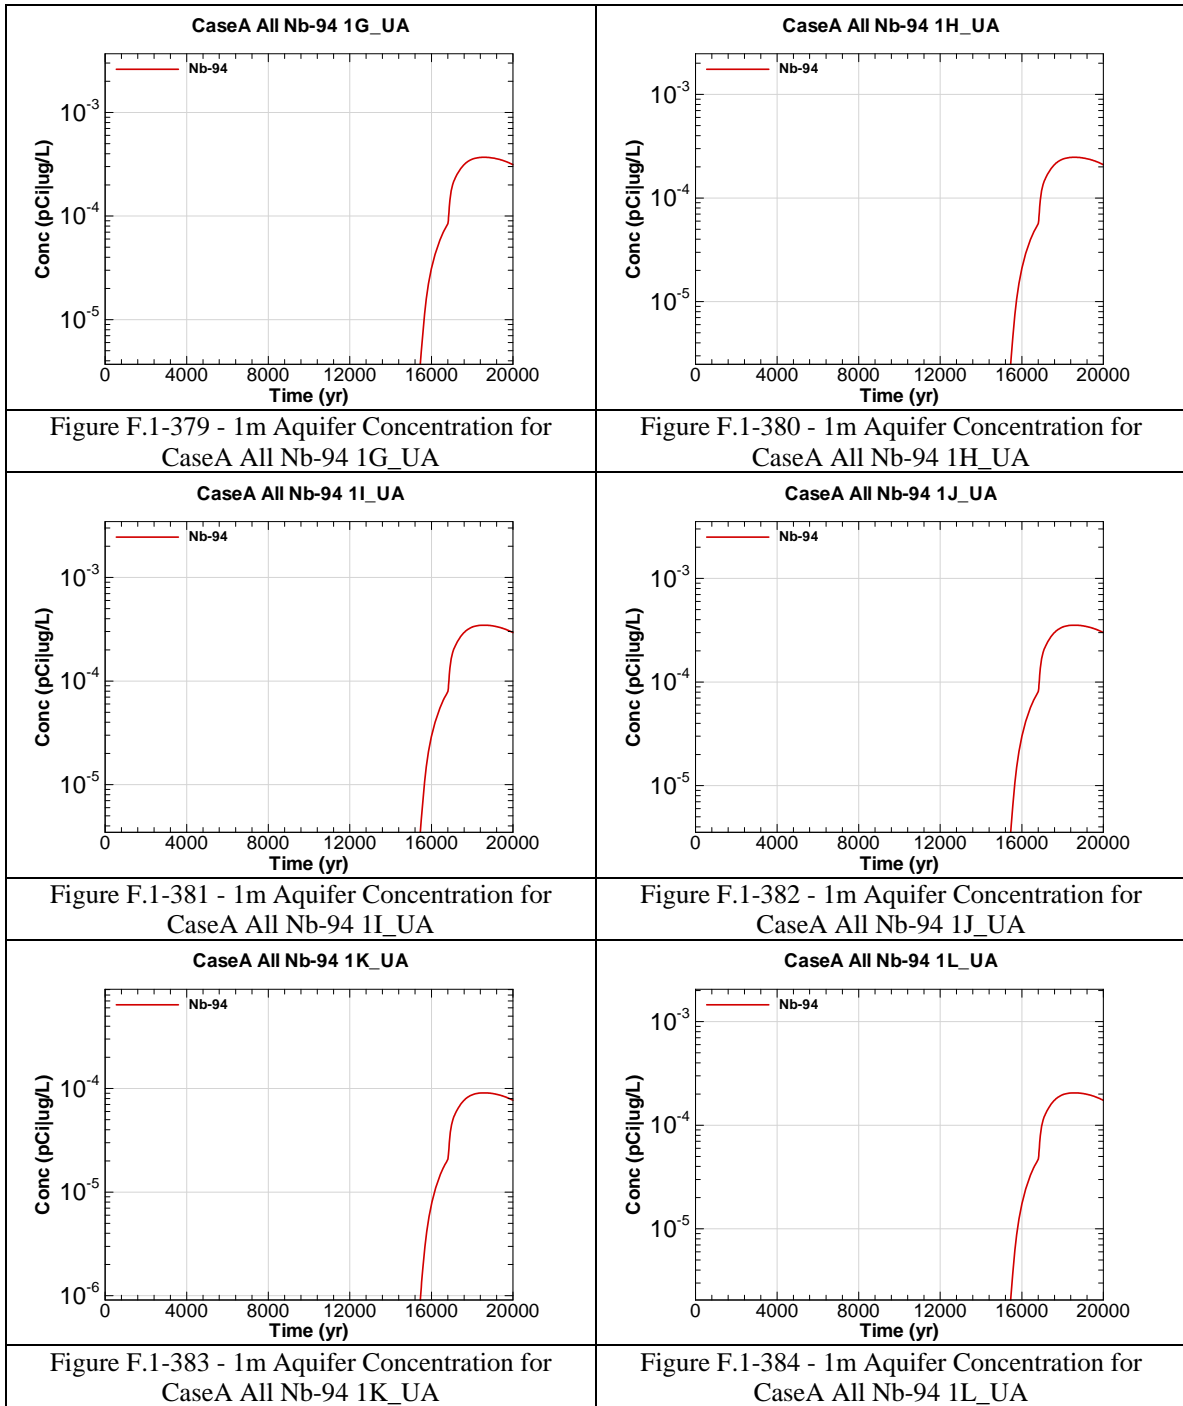 CaseA All Nb-94 1G_UA
Nb-94
10-3
10-4
10-5
Conc (pCi|ug/L)
0 4000 8000 12000 16000 20000
Time (yr)
Figure F.1-379 - 1m Aquifer Concentration for
CaseA All Nb-94 1G_UA
CaseA All Nb-94 1H_UA
Nb-94
10-3
10-4
10-5
Conc (pCi|ug/L)
0 4000 8000 12000 16000 20000
Time (yr)
Figure F.1-380 - 1m Aquifer Concentration for
CaseA All Nb-94 1H_UA
CaseA All Nb-94 1I_UA
Nb-94
10-3
10-4
10-5
Conc (pCi|ug/L)
0 4000 8000 12000 16000 20000
Time (yr)
Figure F.1-381 - 1m Aquifer Concentration for
CaseA All Nb-94 1I_UA
CaseA All Nb-94 1J_UA
Nb-94
10-3
10-4
10-5
Conc (pCi|ug/L)
0 4000 8000 12000 16000 20000
Time (yr)
Figure F.1-382 - 1m Aquifer Concentration for
CaseA All Nb-94 1J_UA
CaseA All Nb-94 1K_UA
Nb-94
10-4
10-5
10-6
Conc (pCi|ug/L)
0 4000 8000 12000 16000 20000
Time (yr)
Figure F.1-383 - 1m Aquifer Concentration for
CaseA All Nb-94 1K_UA
CaseA All Nb-94 1L_UA
Nb-94
10-3
10-4
10-5
Conc (pCi|ug/L)
0 4000 8000 12000 16000 20000
Time (yr)
Figure F.1-384 - 1m Aquifer Concentration for
CaseA All Nb-94 1L_UA